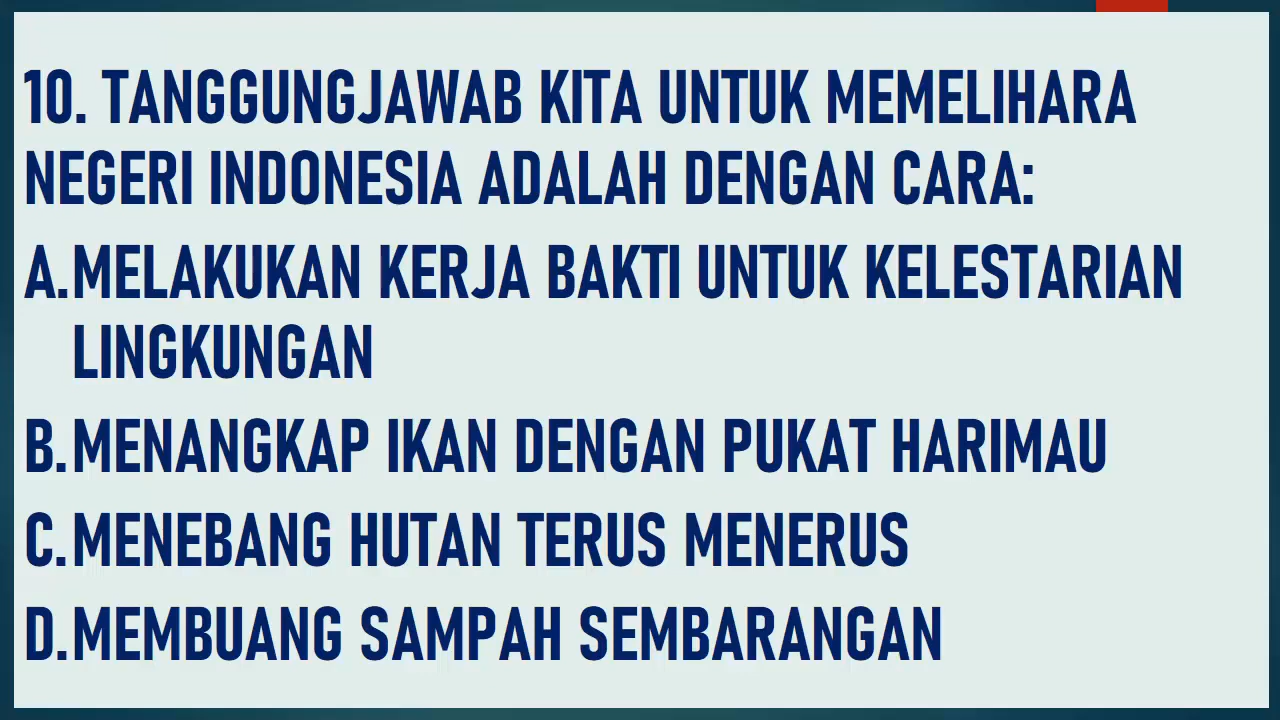 10. TANGGUNGJAWAB KITA UNTUK MEMELIHARA
NEGERI INDONESIA ADALAH DENGAN CARA:
A.MELAKUKAN KERJA BAKTI UNTUK KELESTARIAN
LINGKUNGAN
B.MENANGKAP IKAN DENGAN PUKAT HARIMAU
C.MENEBANG HUTAN TERUS MENERUS
D.MEMBUANG SAMPAH SEMBARANGAN